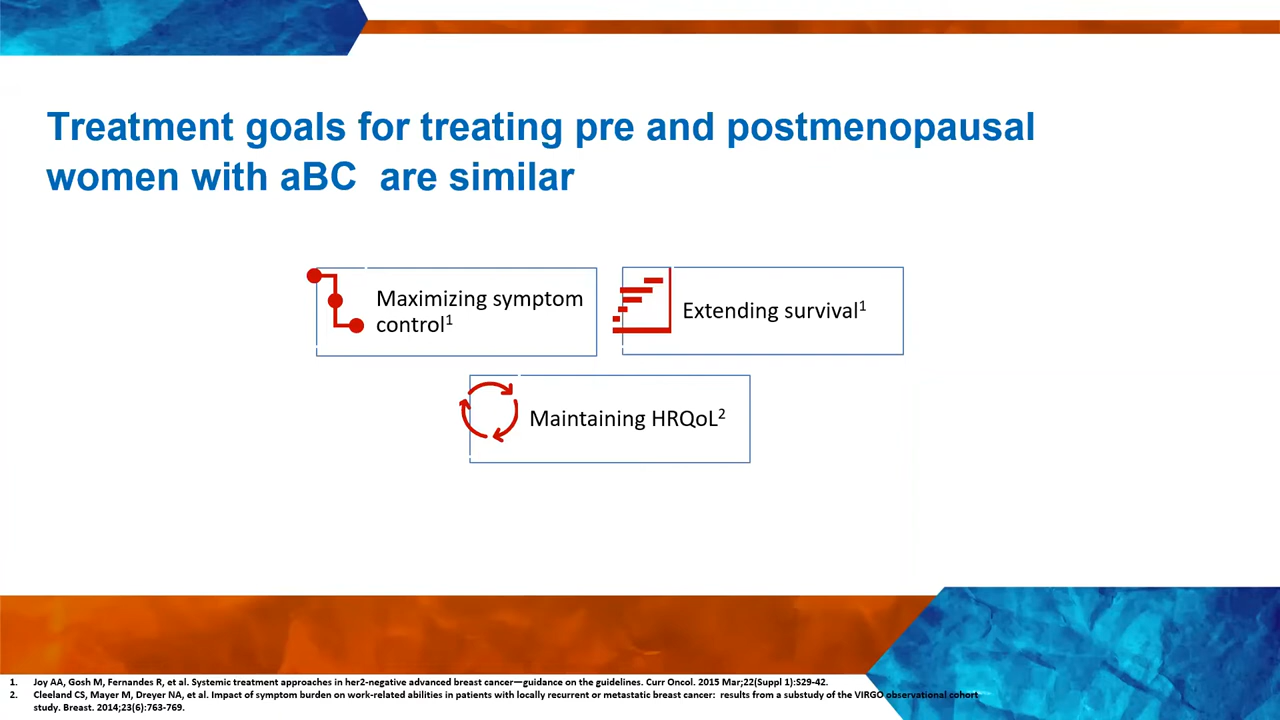 Treatment goals for treating pre and postmenopausal
women with aBC are similar
Maximizing symptom
control¹
Extending survival¹
Maintaining HRQoL²
1. Joy AA, Gosh M, Fernandes R, et al. Systemic treatment approaches in her2-negative advanced breast cancer—guidance on the guidelines. Curr Oncol. 2015 Mar;22(Suppl 1):S29-42.
2. Cleeland CS, Mayer M, Dreyer NA, et al. Impact of symptom burden on work-related abilities in patients with locally recurrent or metastatic breast cancer: results from a substudy of the VIRGO observational cohort
study. Breast. 2014;23(6):763-769.